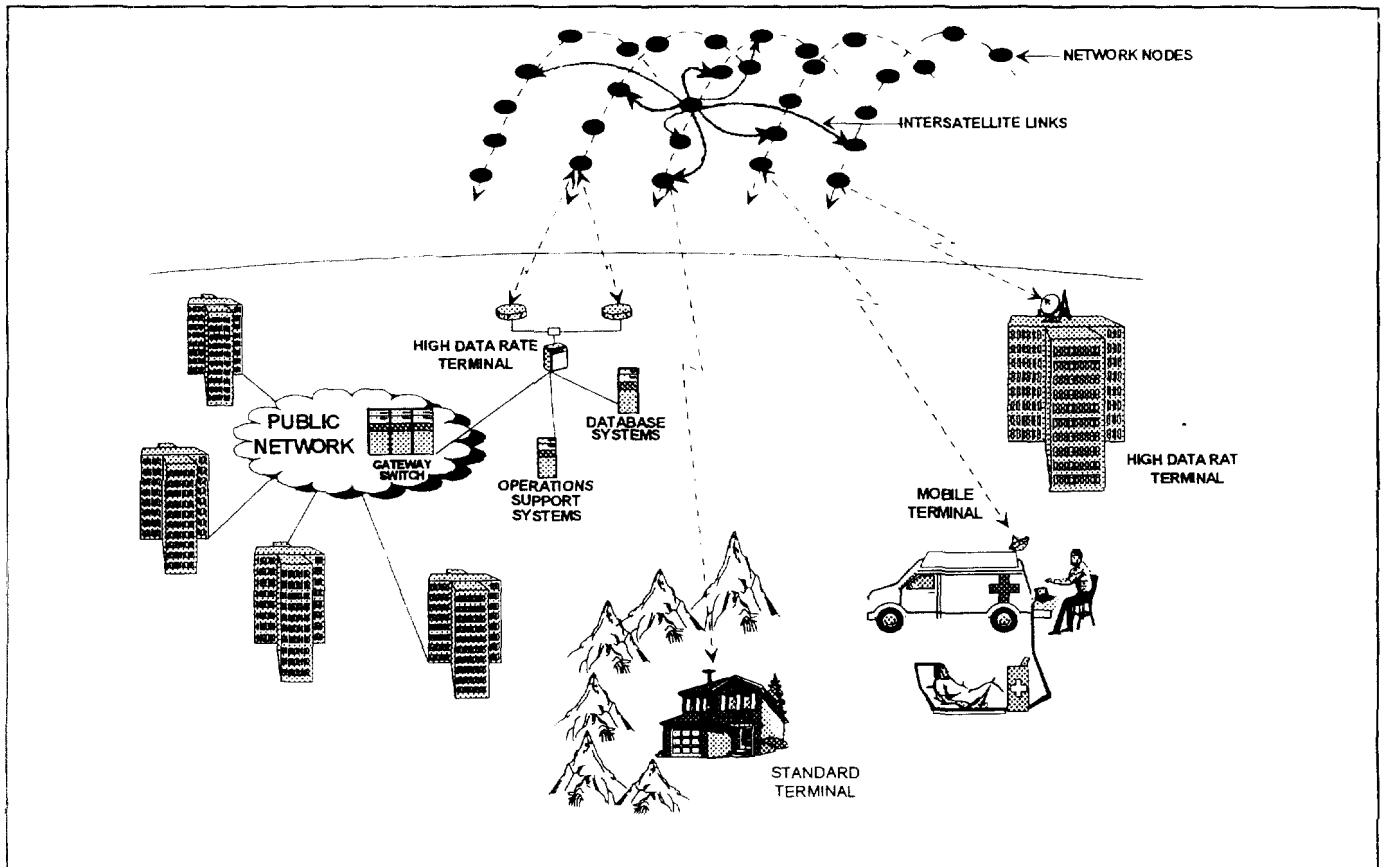 NETWORK NODES
INTERSATELLITE LINKS
HIGH DATA RATE
TERMINAL
DATABASE
SYSTEMS
PUBLIC
NETWORK
GATEWAY
SWITCH
OPERATIONS
SUPPORT
SYSTEMS
HIGH DATA RAT
TERMINAL
MOBILE
TERMINAL
STANDARD
TERMINAL